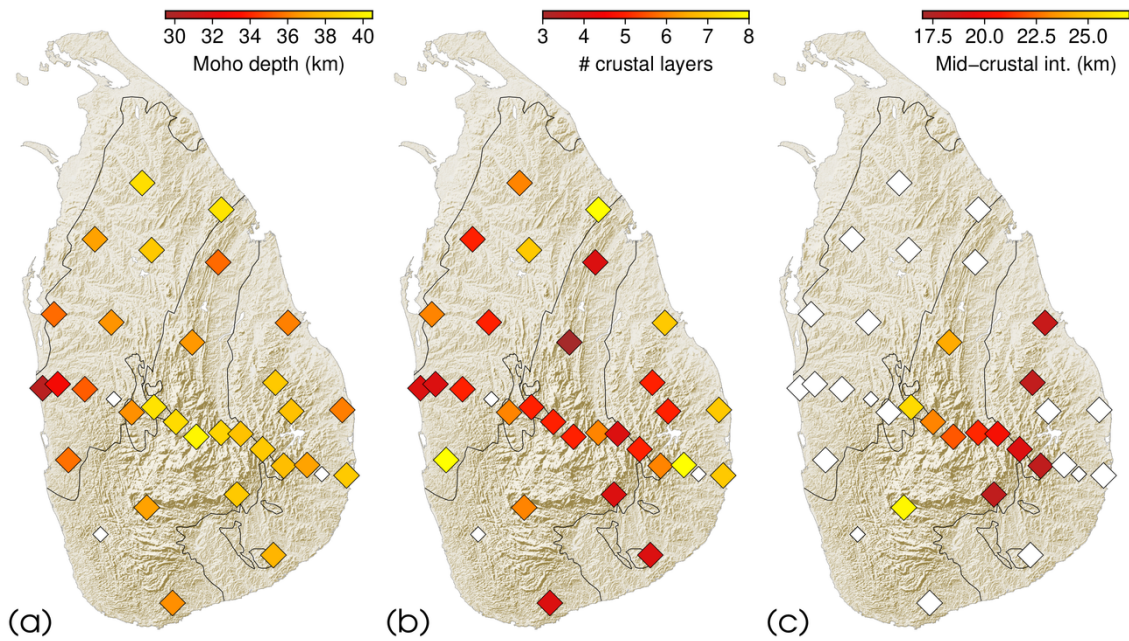 30 32 34 36 38 40
Moho depth (km)
3 4 5 6 7 8
# crustal layers
17.5 20.0 22.5 25.0
Mid−crustal int. (km)
(a) (b) (c)